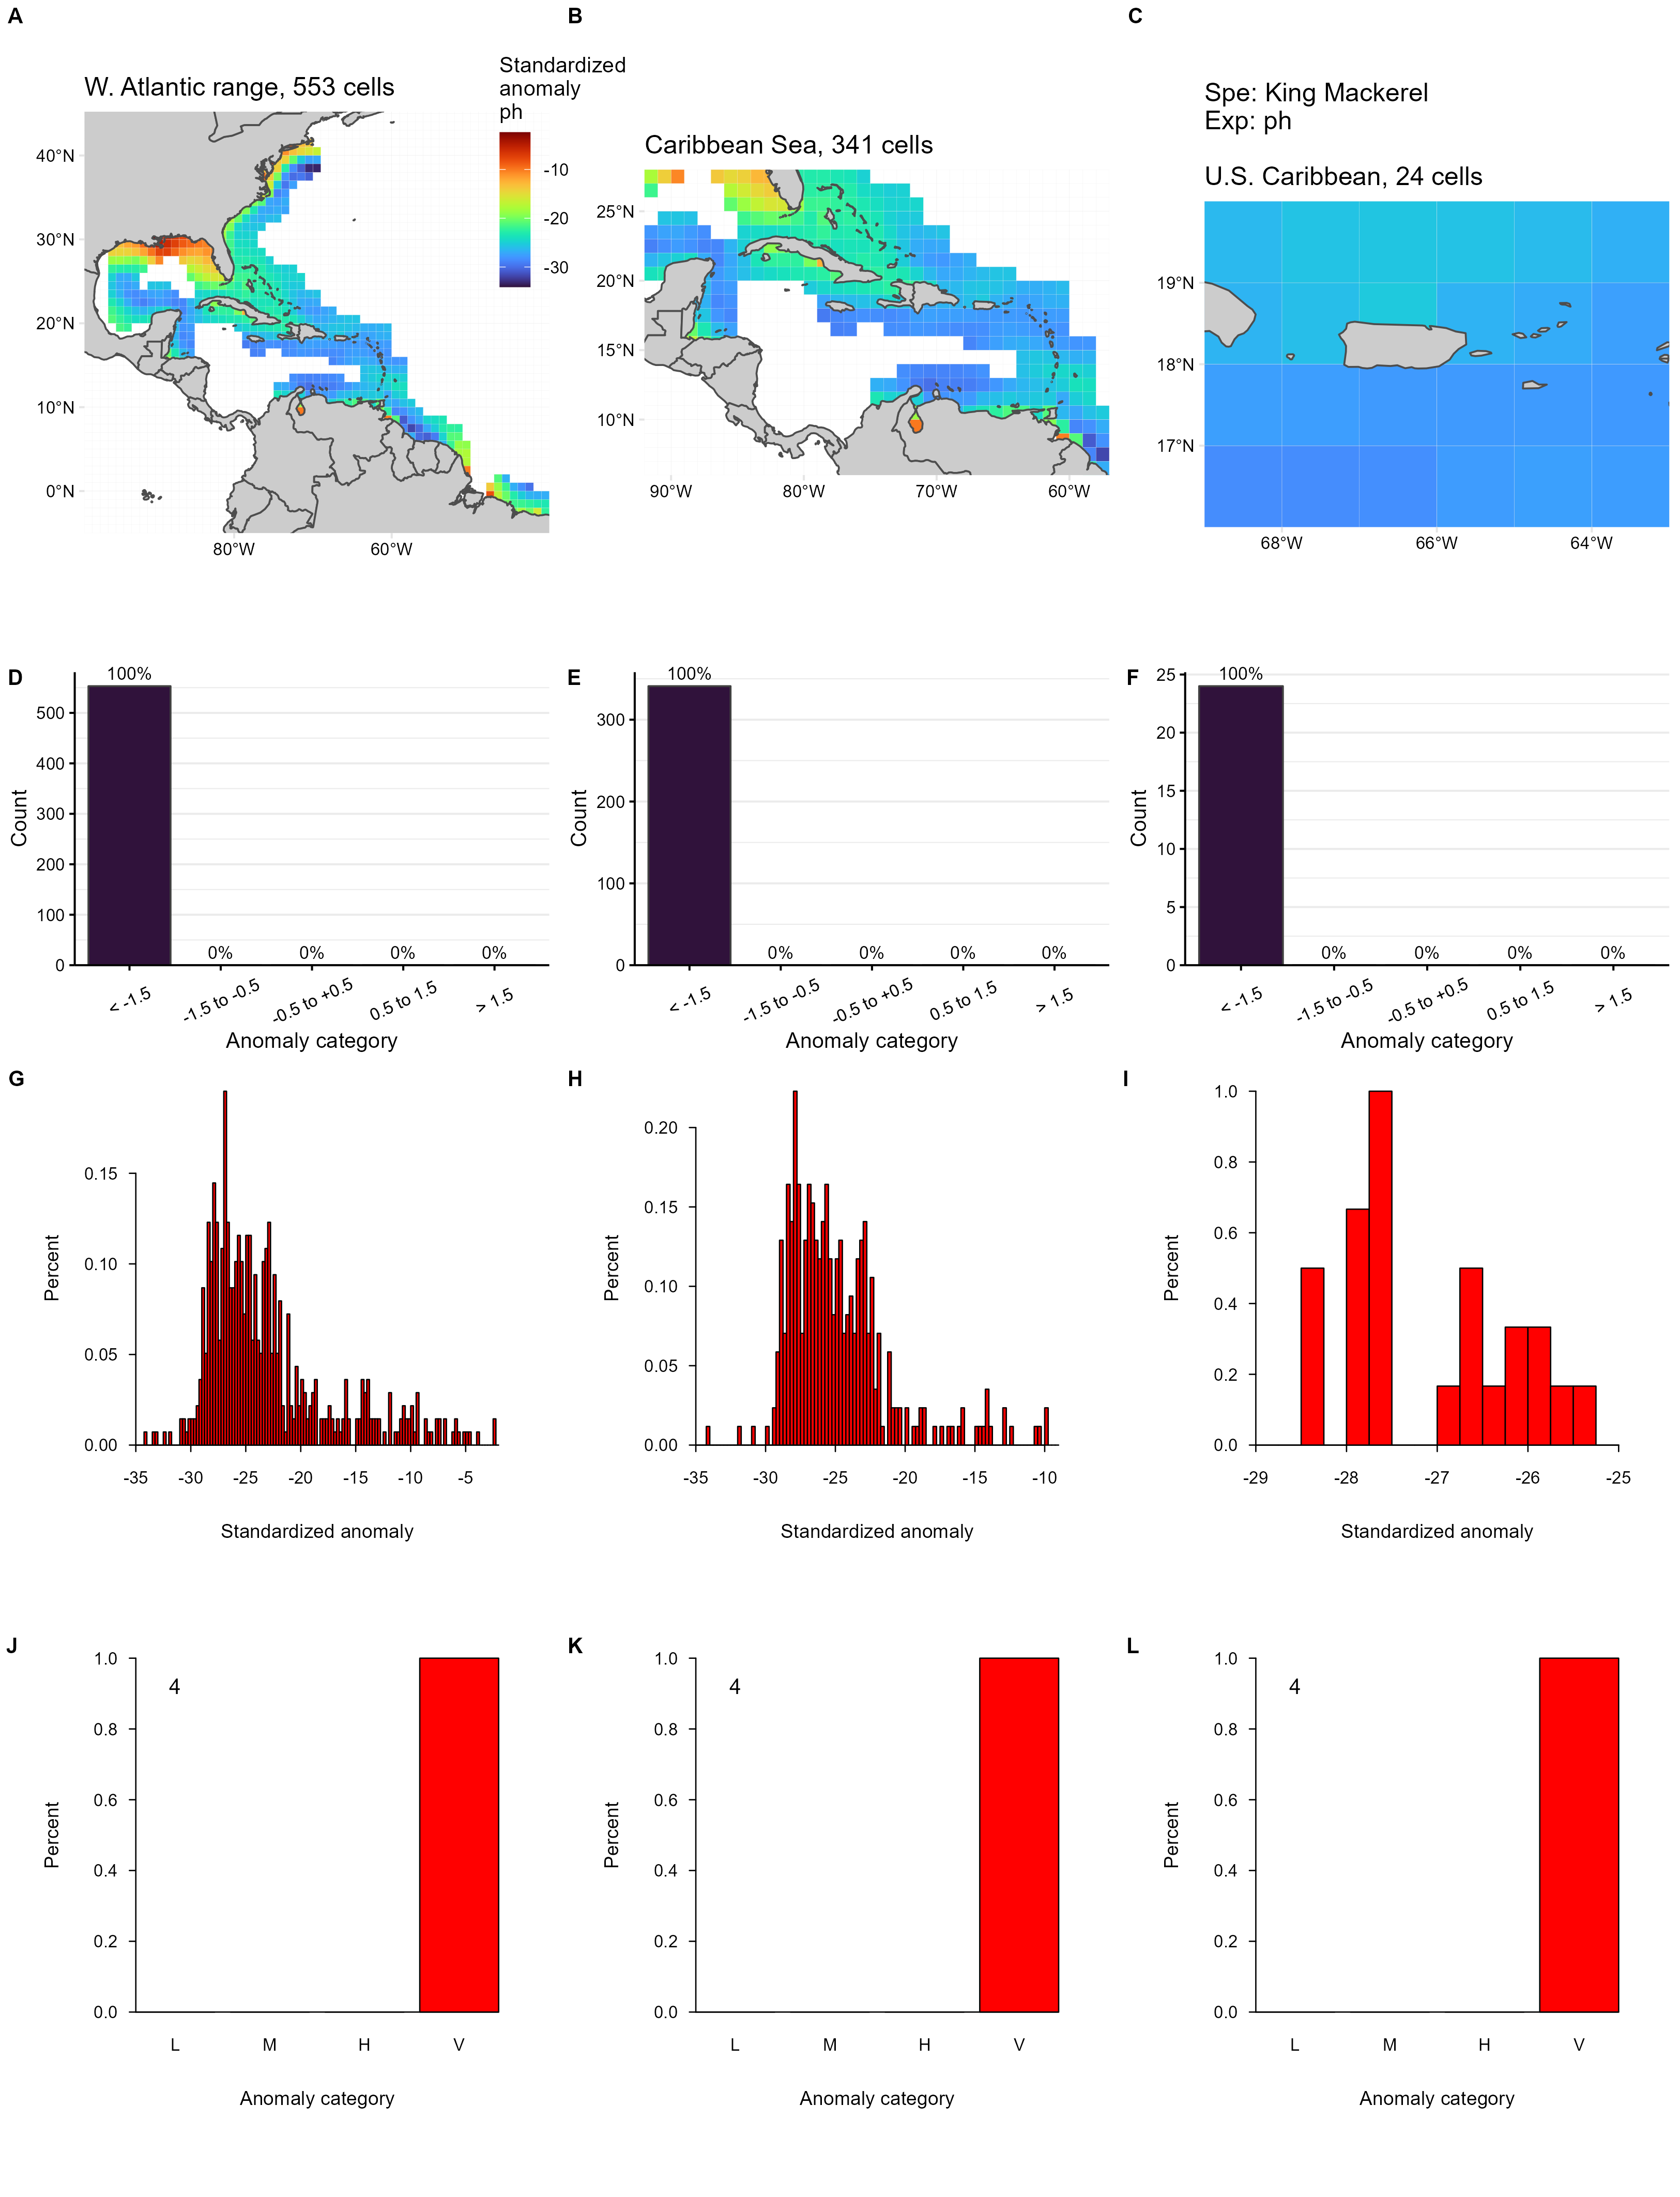 A
B
C
W. Atlantic range, 553 cells
Standardized
anomaly
ph
-10
-20
-30
40°N
30°N
20°N
10°N
0°N
80°W
60°W
Caribbean Sea, 341 cells
25°N
20°N
15°N
10°N
90°W
80°W
70°W
60°W
Spe: King Mackerel
Exp: ph
U.S. Caribbean, 24 cells
19°N
18°N
17°N
68°W
66°W
64°W
D
Count
500
400
300
200
100
0
100%
0%
0%
0%
0%
< -1.5
-1.5 to -0.5
-0.5 to +0.5
0.5 to 1.5
> 1.5
Anomaly category
E
Count
300
200
100
0
100%
0%
0%
0%
0%
< -1.5
-1.5 to -0.5
-0.5 to +0.5
0.5 to 1.5
> 1.5
Anomaly category
F
Count
25
20
15
10
5
0
100%
0%
0%
0%
0%
< -1.5
-1.5 to -0.5
-0.5 to +0.5
0.5 to 1.5
> 1.5
Anomaly category
G
Percent
0.15
0.10
0.05
0.00
-35
-30
-25
-20
-15
-10
-5
Standardized anomaly
H
Percent
0.20
0.15
0.10
0.05
0.00
-35
-30
-25
-20
-15
-10
Standardized anomaly
I
Percent
1.0
0.8
0.6
0.4
0.2
0.0
-29
-28
-27
-26
-25
Standardized anomaly
J
Percent
1.0
0.8
0.6
0.4
0.2
0.0
4
L
M
H
V
Anomaly category
K
Percent
1.0
0.8
0.6
0.4
0.2
0.0
4
L
M
H
V
Anomaly category
L
Percent
1.0
0.8
0.6
0.4
0.2
0.0
4
L
M
H
V
Anomaly category